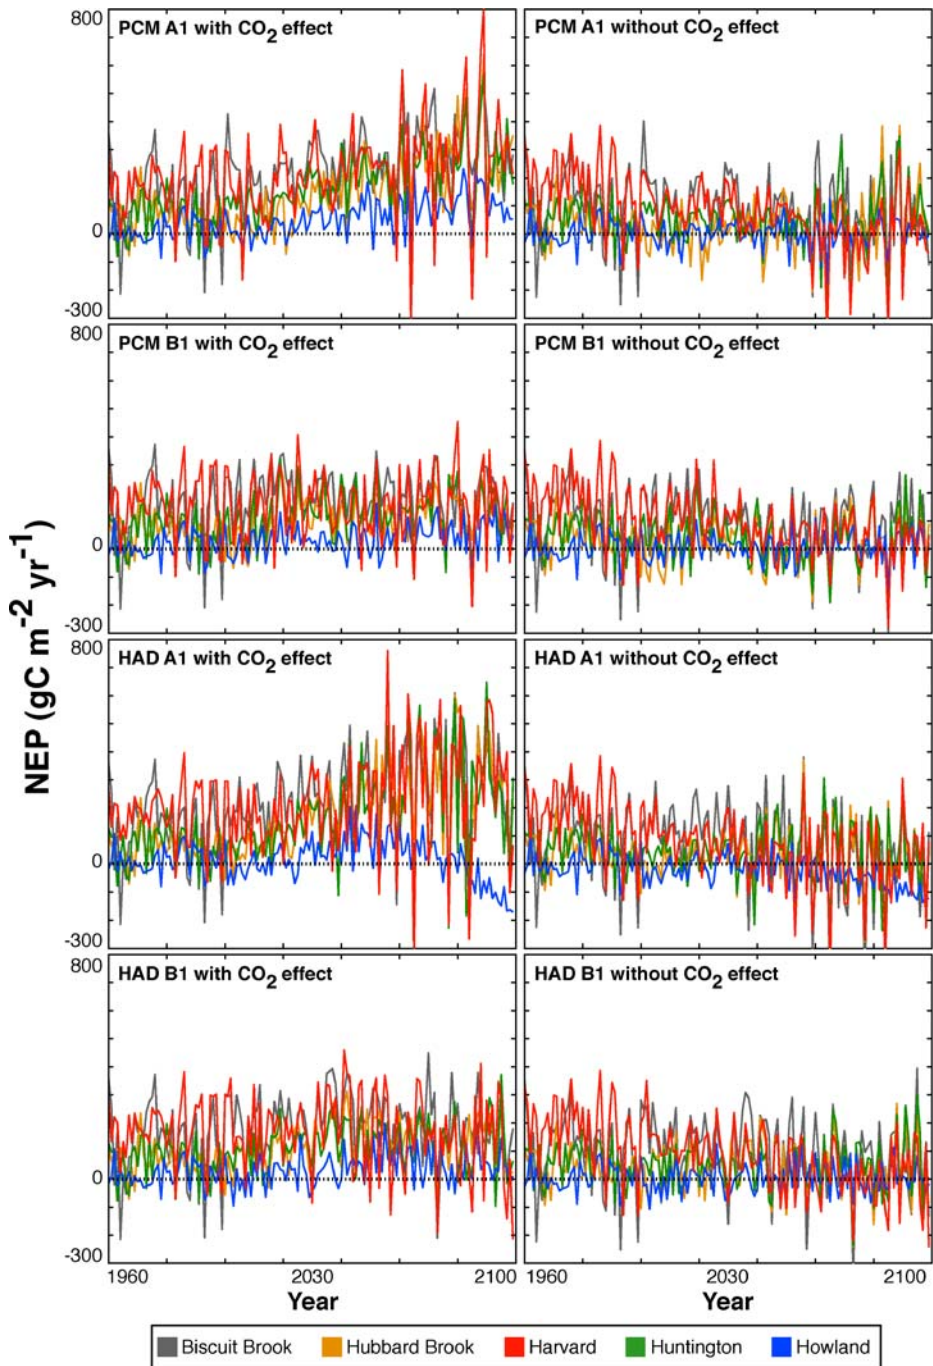 PCM A1 with CO2 effect
PCM A1 without CO2 effect
800
0
-300
PCM B1 with CO2 effect
PCM B1 without CO2 effect
800
0
-300
HAD A1 with CO2 effect
HAD A1 without CO2 effect
800
0
-300
HAD B1 with CO2 effect
HAD B1 without CO2 effect
800
0
-300
NEP (gC m-2 yr-1)
1960 2030 2100
1960 2030 2100
Year
Year
Biscuit Brook Hubbard Brook Harvard Huntington Howland